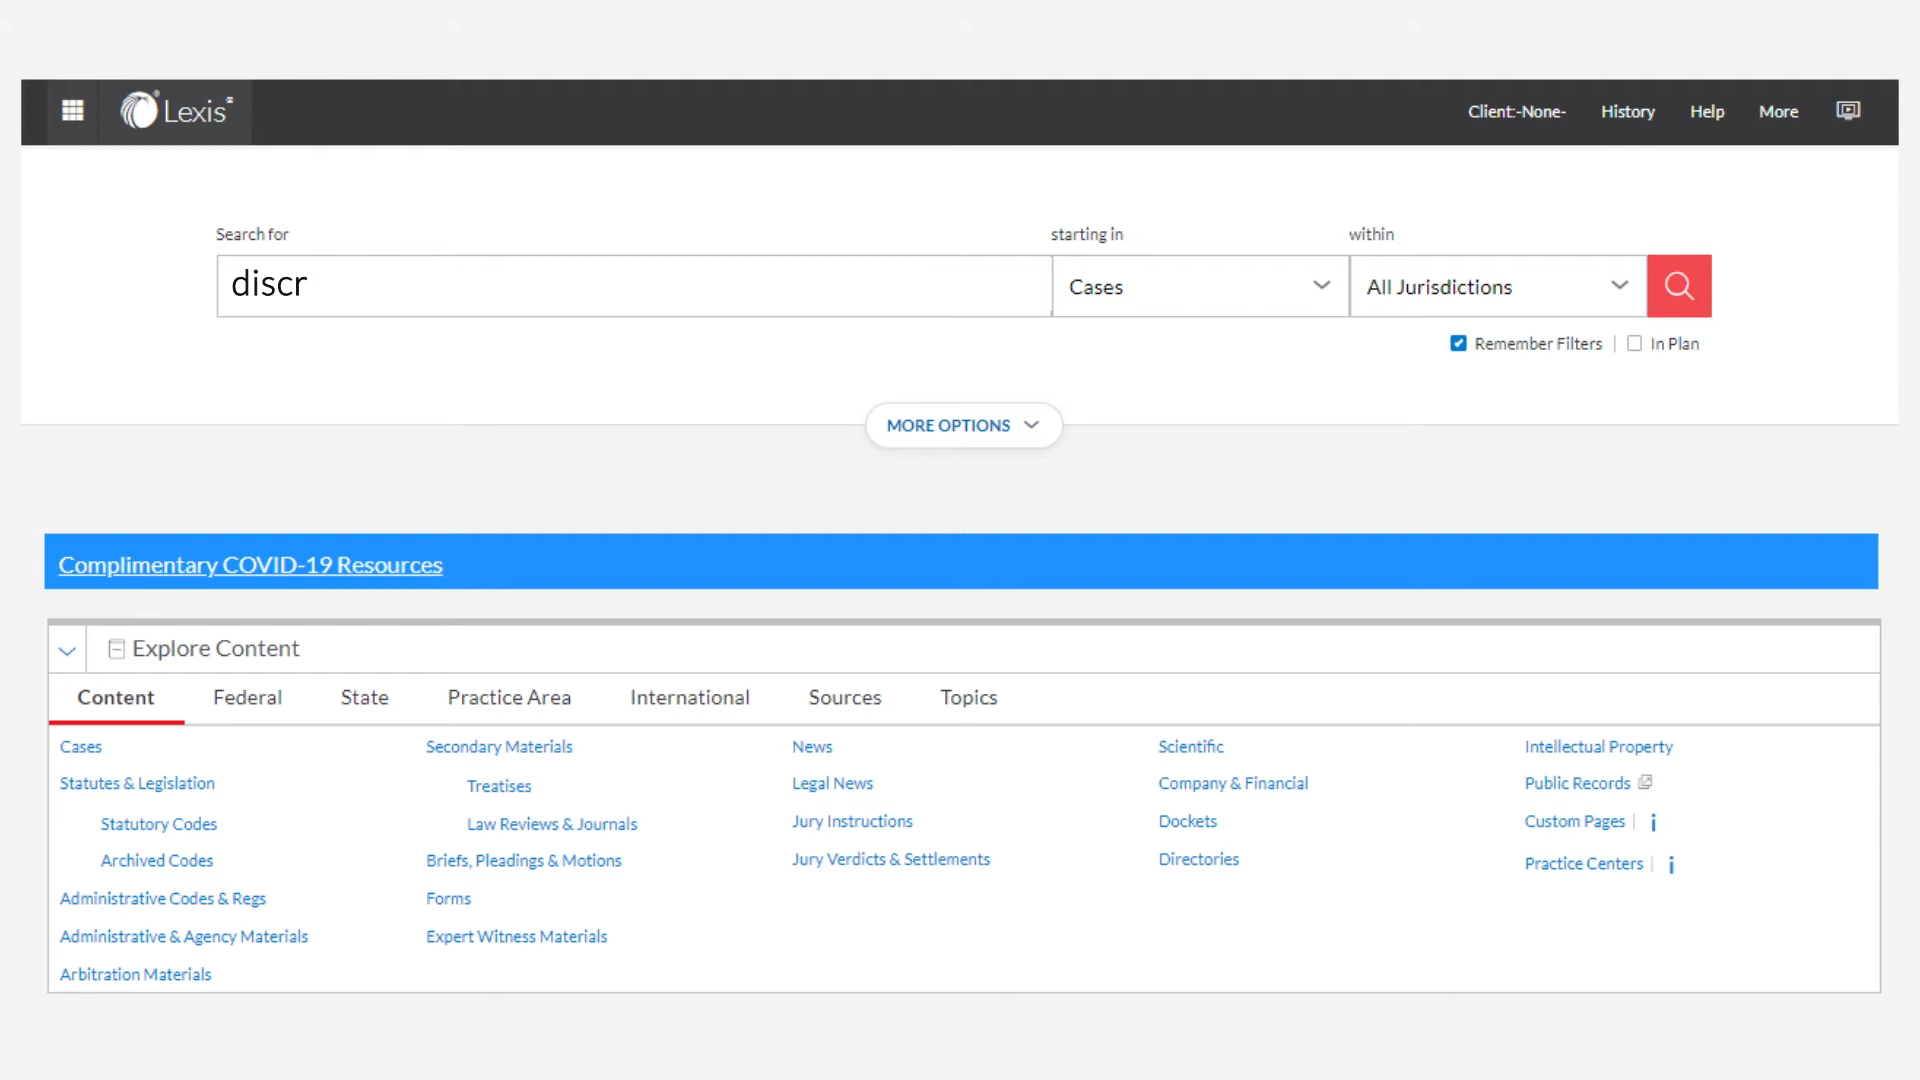 Lexis®
Client:-None- History Help More
Search for starting in within
discr Cases All Jurisdictions
Remember Filters | In Plan
MORE OPTIONS
Complimentary COVID-19 Resources
Explore Content
Content Federal State Practice Area International Sources Topics
Cases Secondary Materials News Scientific Intellectual Property
Statutes & Legislation Treatises Legal News Company & Financial Public Records
Statutory Codes Law Reviews & Journals Jury Instructions Dockets Custom Pages | i
Archived Codes Briefs, Pleadings & Motions Jury Verdicts & Settlements Directories Practice Centers | i
Administrative Codes & Regs Forms
Administrative & Agency Materials Expert Witness Materials
Arbitration Materials